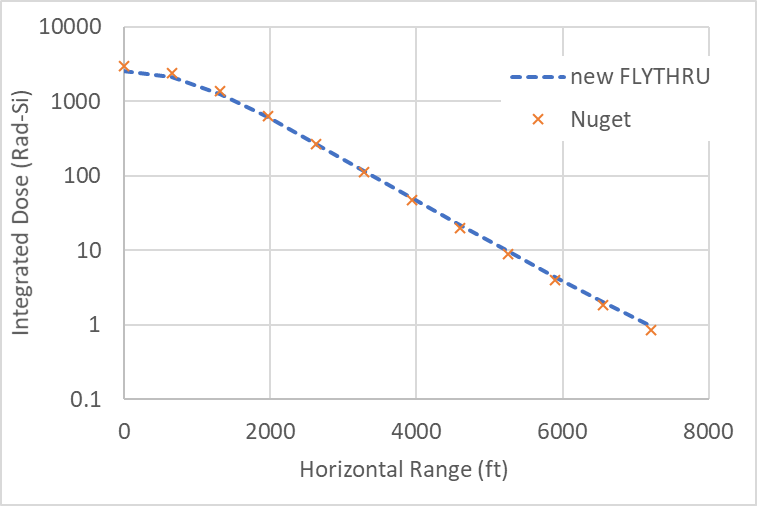 10000
1000
100
10
1
0.1
Integrated Dose (Rad-Si)
new FLYTHRU
Nuget
0 2000 4000 6000 8000
Horizontal Range (ft)